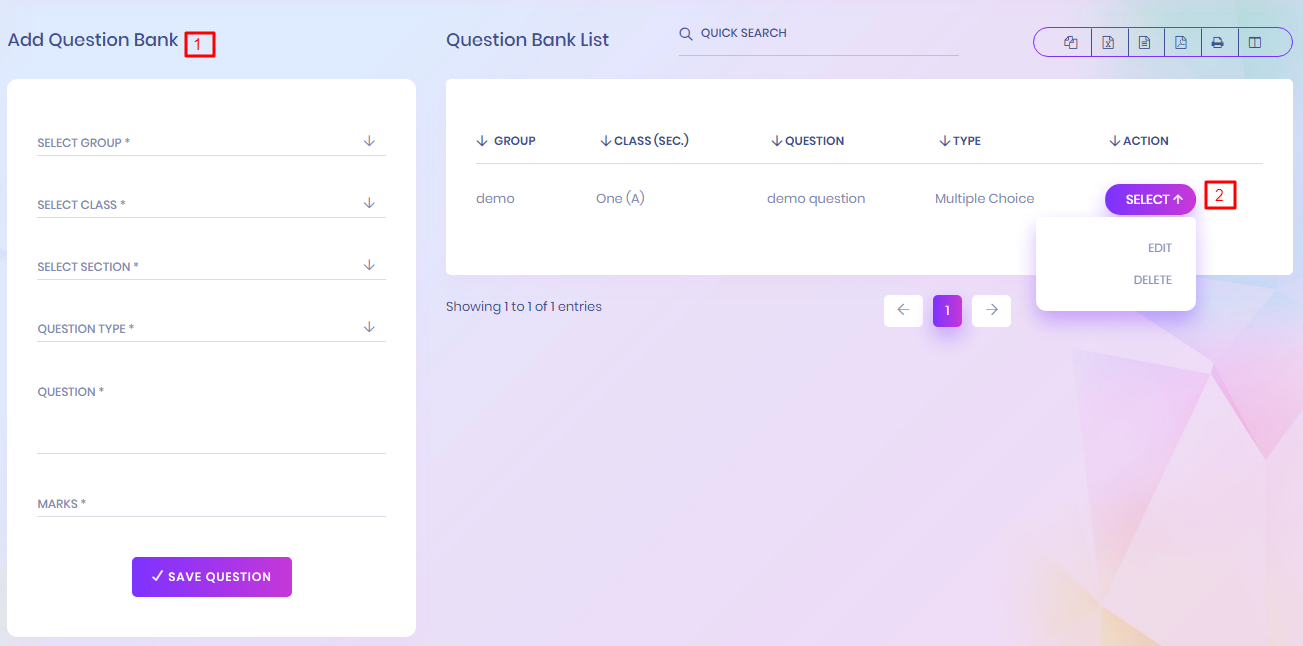 Add Question Bank 1
SELECT GROUP *
SELECT CLASS *
SELECT SECTION *
QUESTION TYPE *
QUESTION *
MARKS *
SAVE QUESTION
Question Bank List
QUICK SEARCH
GROUP CLASS (SEC.) QUESTION TYPE ACTION
demo One (A) demo question Multiple Choice SELECT 2
EDIT
DELETE
Showing 1 to 1 of 1 entries
1